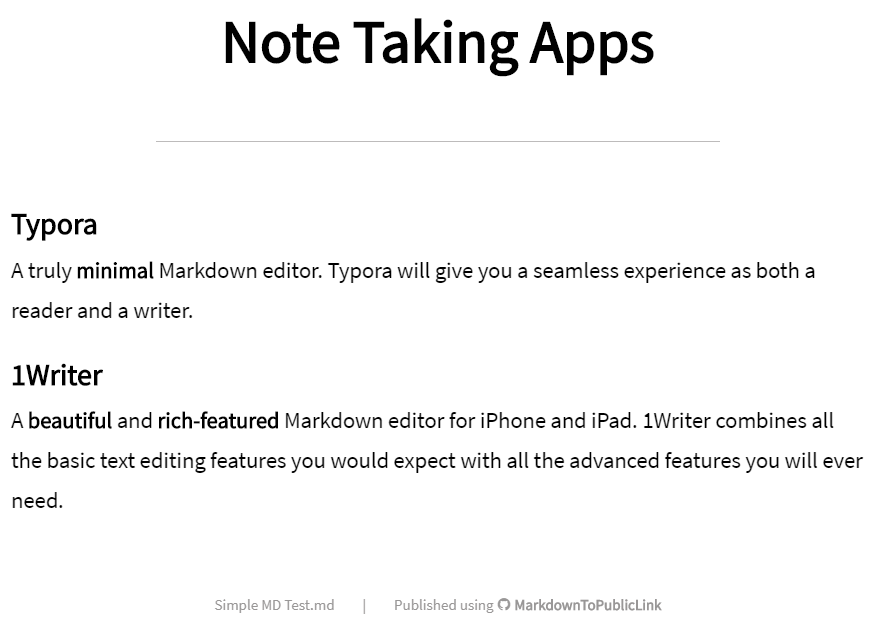 Note Taking Apps
Typora
A truly minimal Markdown editor. Typora will give you a seamless experience as both a
reader and a writer.
1Writer
A beautiful and rich-featured Markdown editor for iPhone and iPad. 1Writer combines all
the basic text editing features you would expect with all the advanced features you will ever
need.
Simple MD Test.md | Published using MarkdownToPublicLink